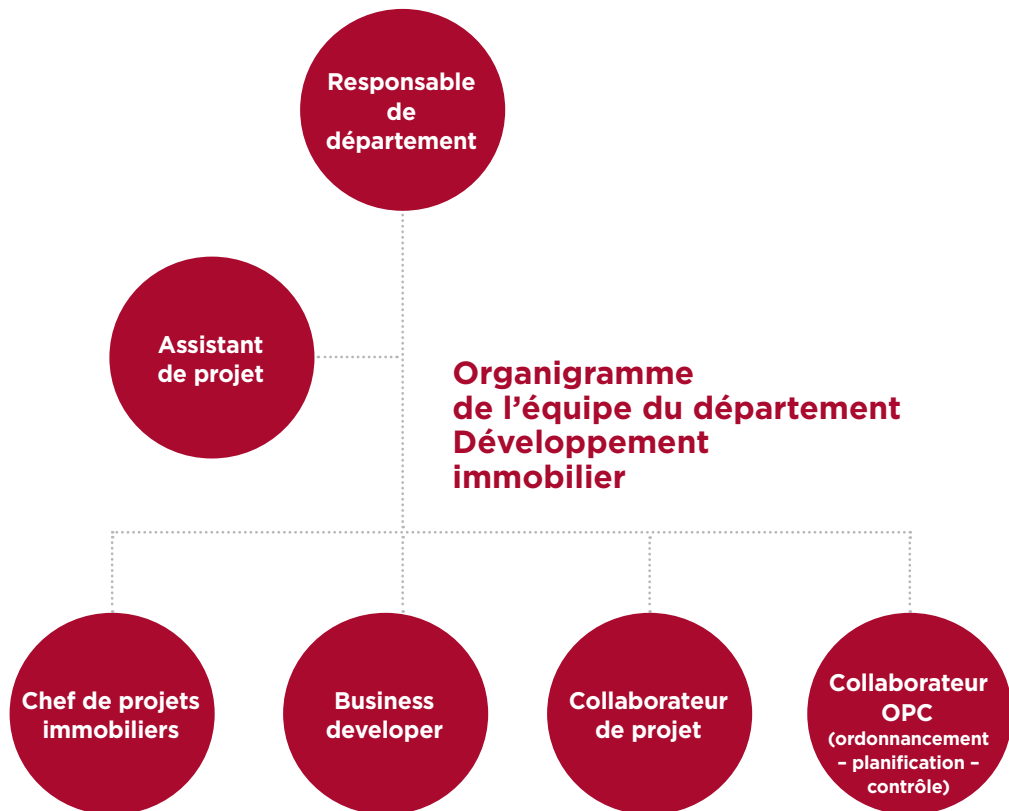 Responsable
de
département
Assistant
de projet
Organigramme
de l’équipe du département
Développement
immobilier
Chef de projets
immobiliers
Business
developer
Collaborateur
de projet
Collaborateur
OPC
(ordonnancement
– planification –
contrôle)